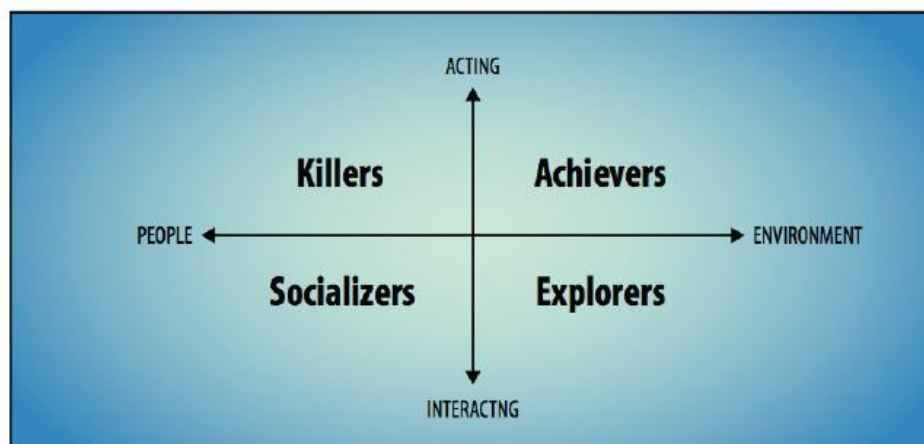 ACTING
Killers Achievers
PEOPLE ENVIRONMENT
Socializers Explorers
INTERACTNG